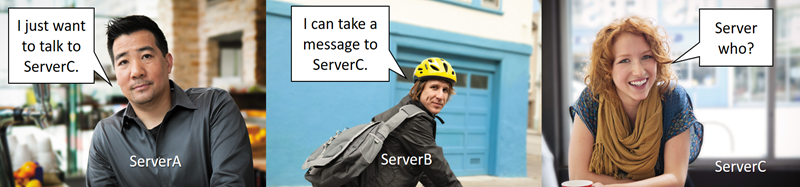 I just want
to talk to
ServerC.
ServerA
I can take a
message to
ServerC.
ServerB
Server
who?
ServerC